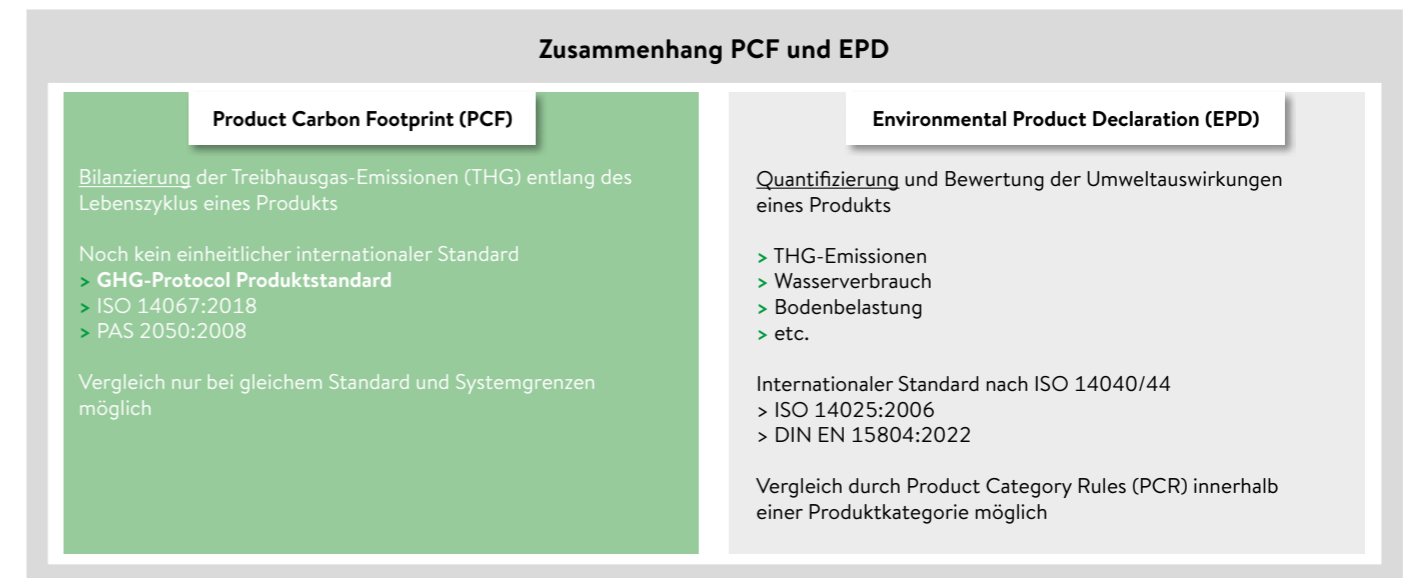 Zusammenhang PCF und EPD
Product Carbon Footprint (PCF)
Bilanzierung der Treibhausgas-Emissionen (THG) entlang des
Lebenszyklus eines Produkts
Noch kein einheitlicher internationaler Standard
> GHG-Protocol Produktstandard
> ISO 14067:2018
> PAS 2050:2008
Vergleich nur bei gleichem Standard und Systemgrenzen
möglich
Environmental Product Declaration (EPD)
Quantifizierung und Bewertung der Umweltauswirkungen
eines Produkts
> THG-Emissionen
> Wasserverbrauch
> Bodenbelastung
> etc.
Internationaler Standard nach ISO 14040/44
> ISO 14025:2006
> DIN EN 15804:2022
Vergleich durch Product Category Rules (PCR) innerhalb
einer Produktkategorie möglich